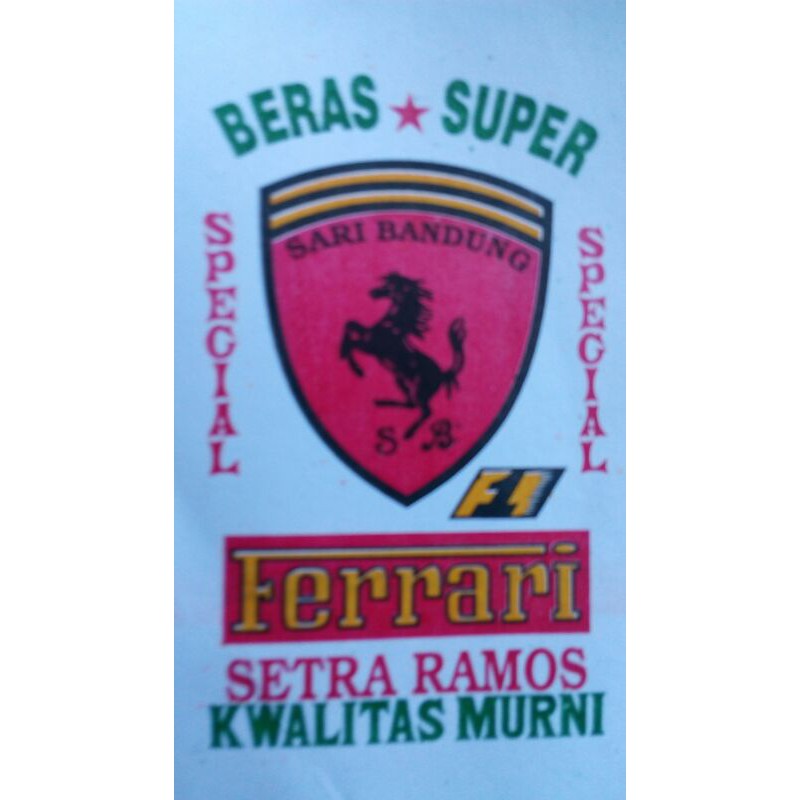 BERAS ★ SUPER
SPECIAL
SARI BANDUNG
SPECIAL
S B
F1
Ferrari
SETRA RAMOS
KWALITAS MURNI